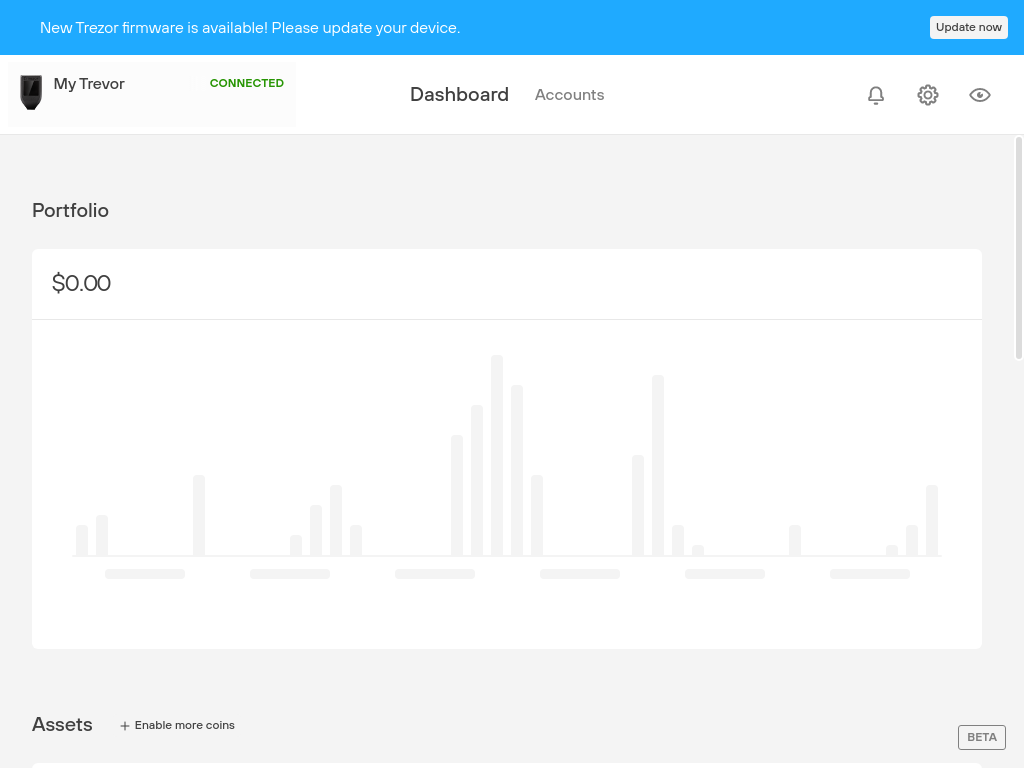 New Trezor firmware is available! Please update your device.
Update now
My Trevor
CONNECTED
Dashboard
Accounts
Portfolio
$0.00
Assets
+ Enable more coins
BETA